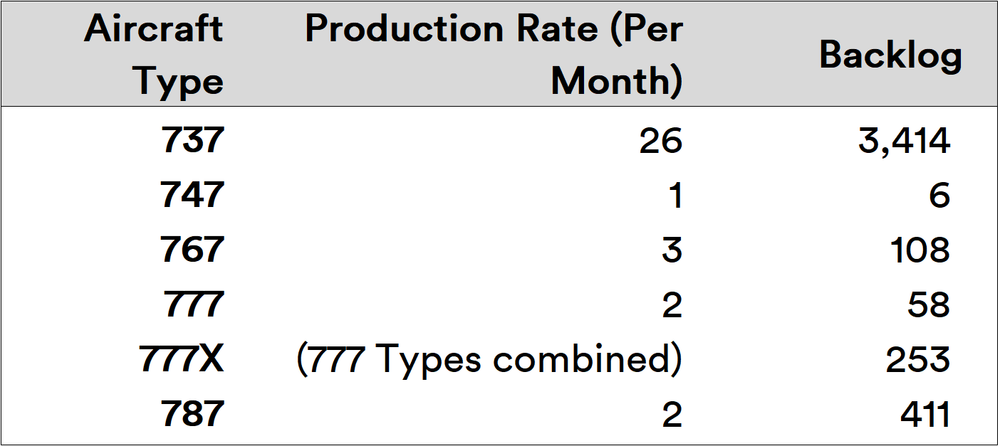 Aircraft Type Production Rate (Per Month) Backlog
737 26 3,414
747 1 6
767 3 108
777 2 58
777X (777 Types combined) 253
787 2 411